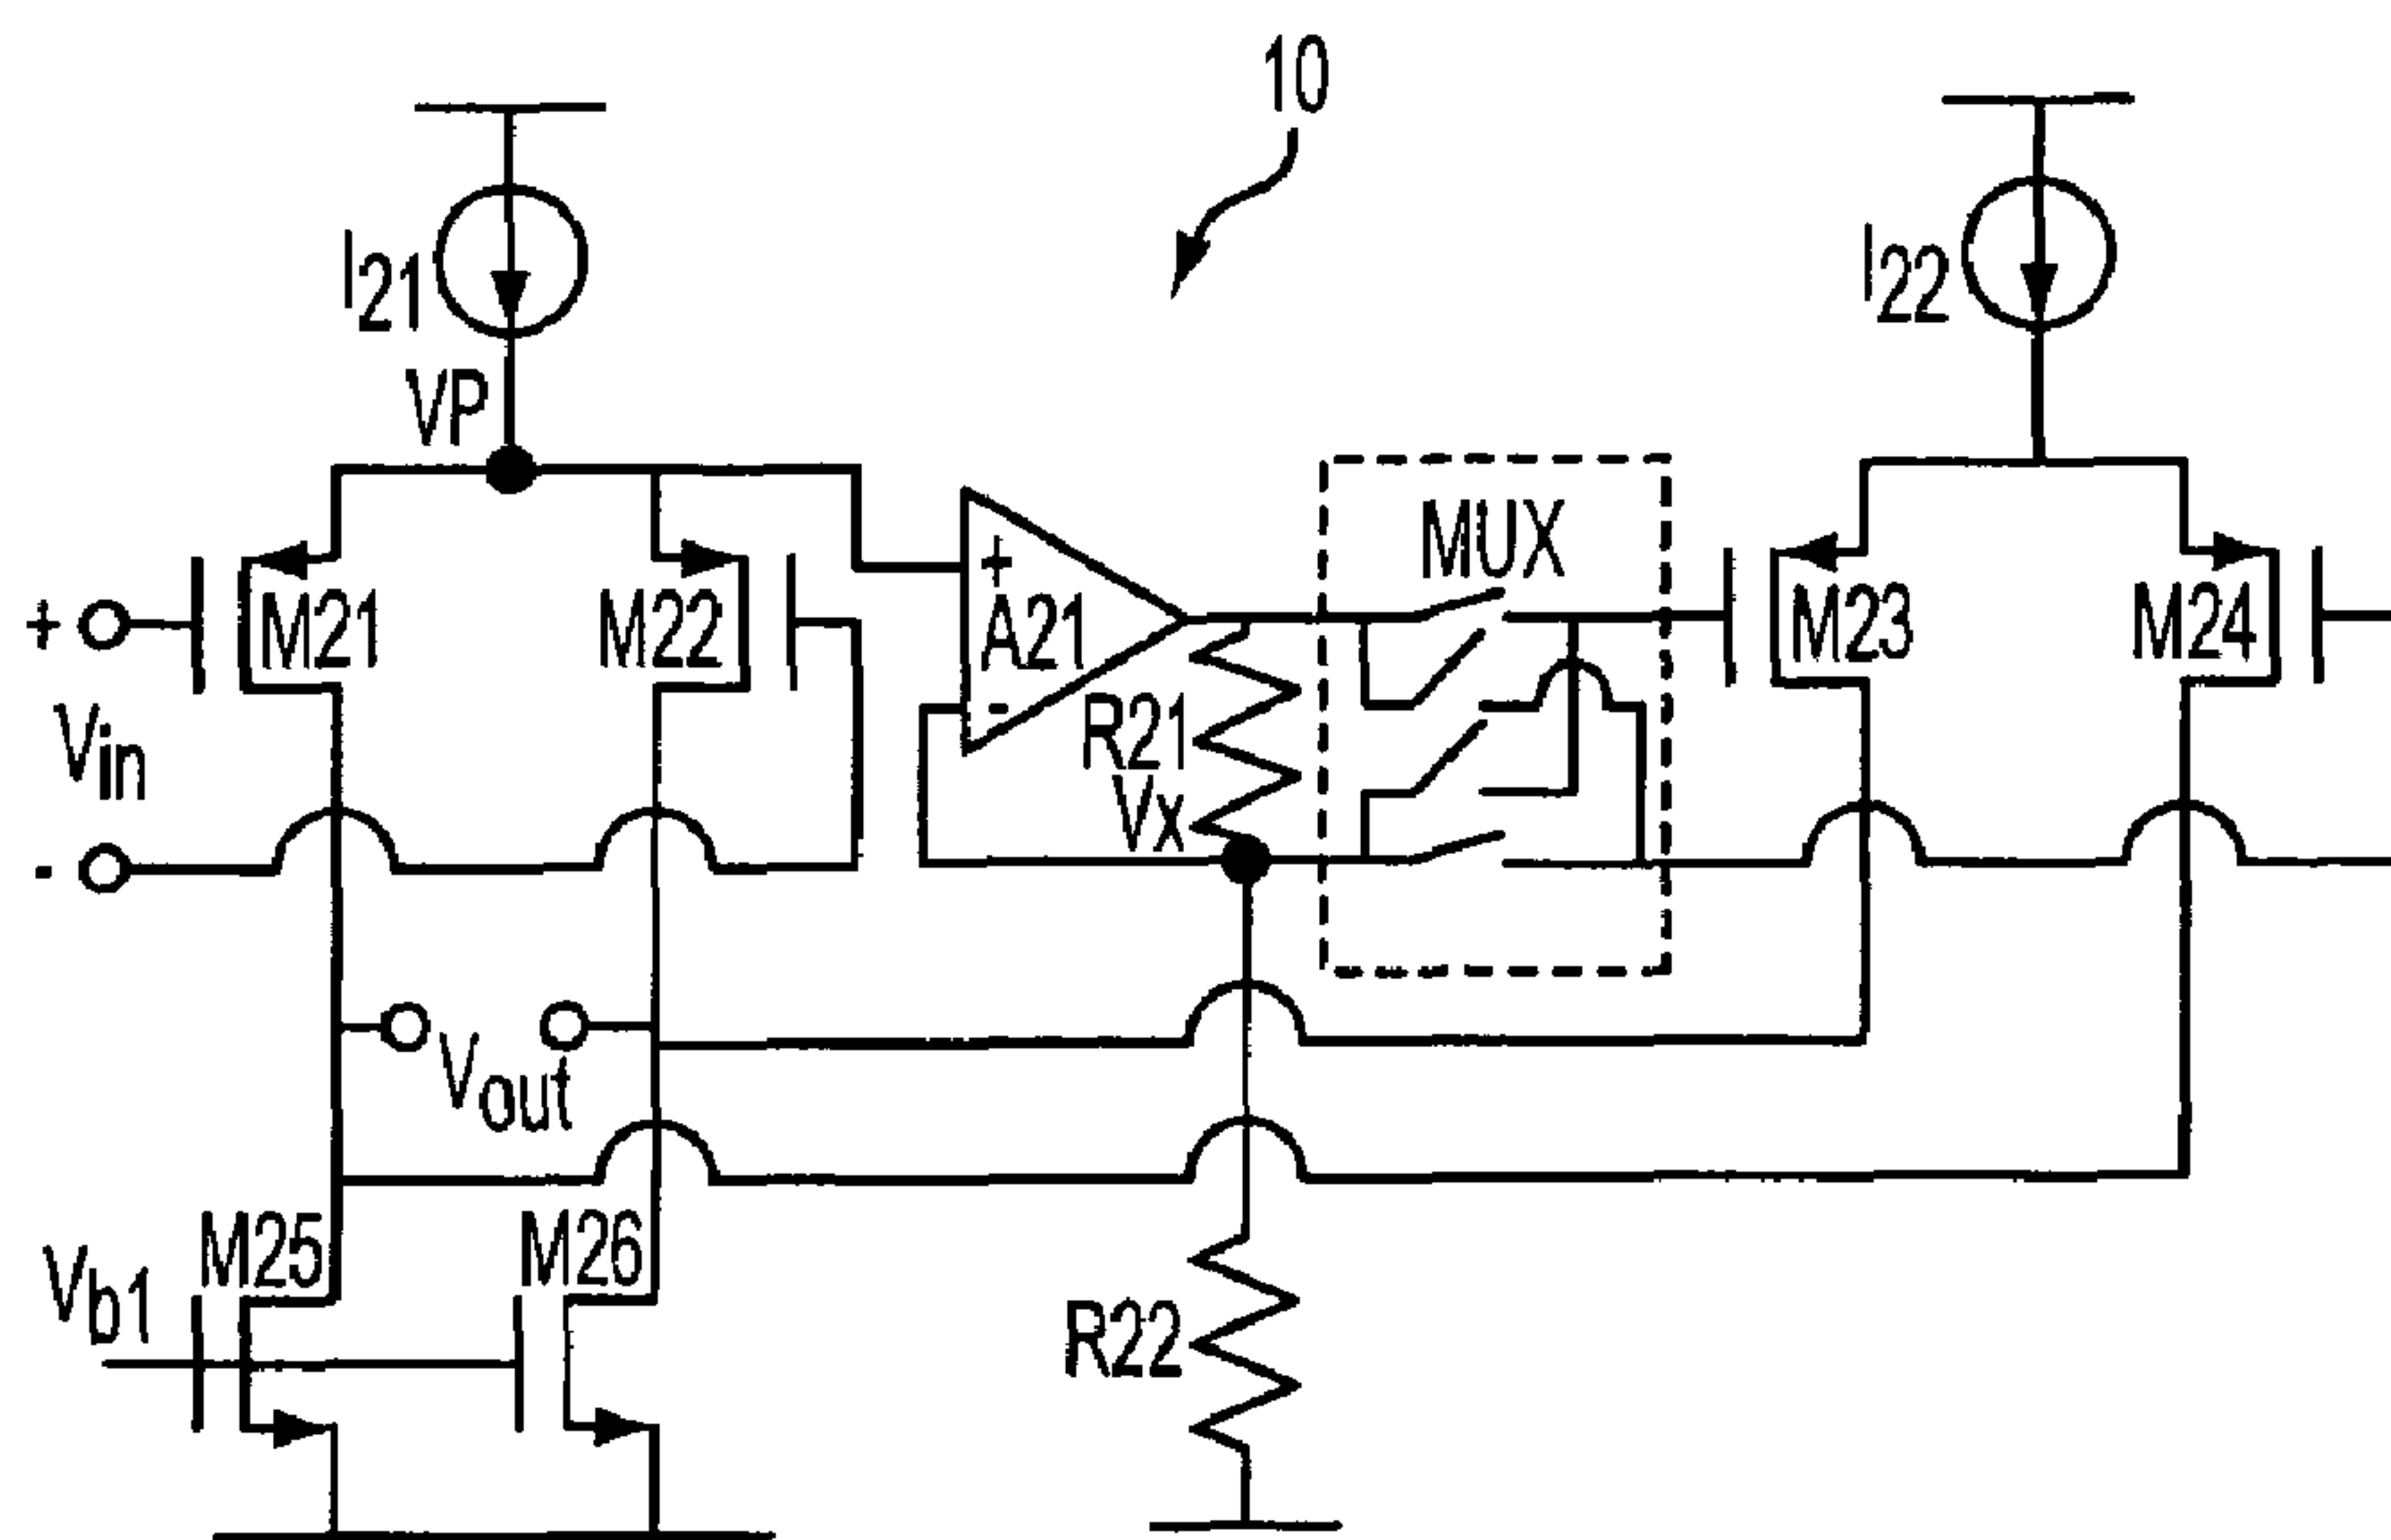 10
I21
I22
VP
MUX
+
A21
-
+
M21
M22
M23
M24
R21
Vin
Vx
-
Vout
M25
M26
Vb1
R22